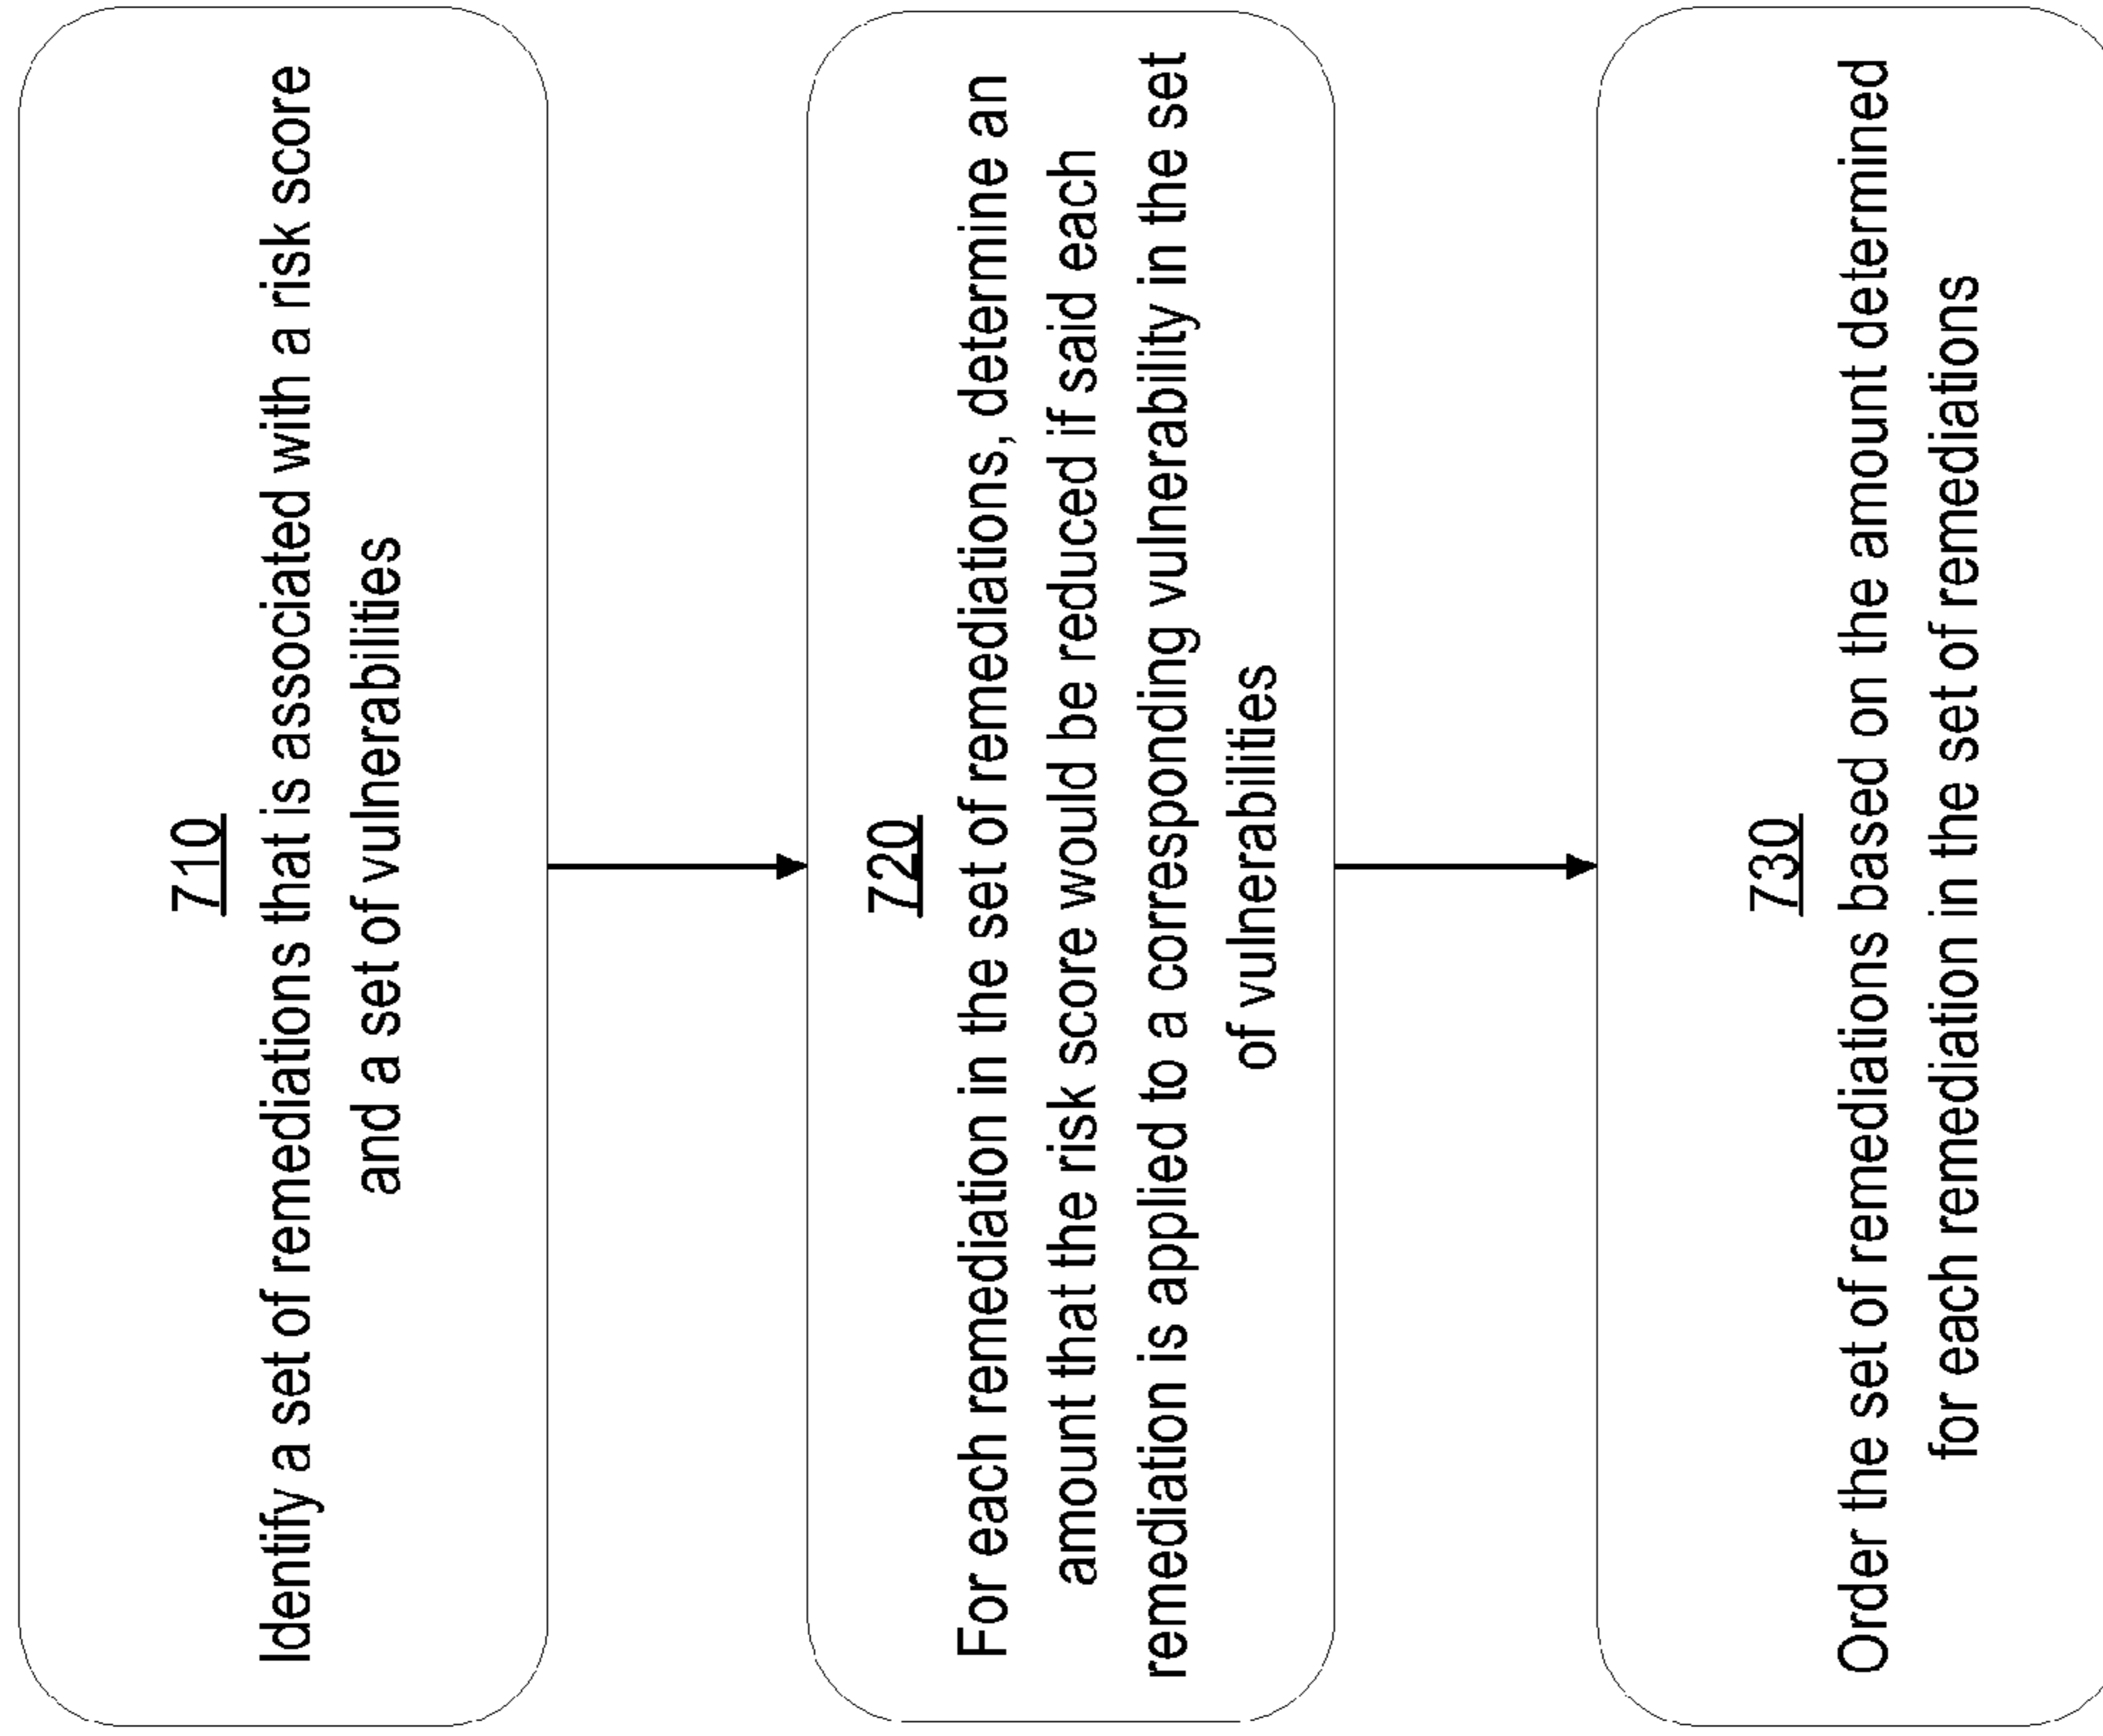 710
Identify a set of remediations that is associated with a risk score
and a set of vulnerabilities
720
For each remediation in the set of remediations, determine an
amount that the risk score would be reduced if said each
remediation is applied to a corresponding vulnerability in the set
of vulnerabilities
730
Order the set of remediations based on the amount determined
for each remediation in the set of remediations